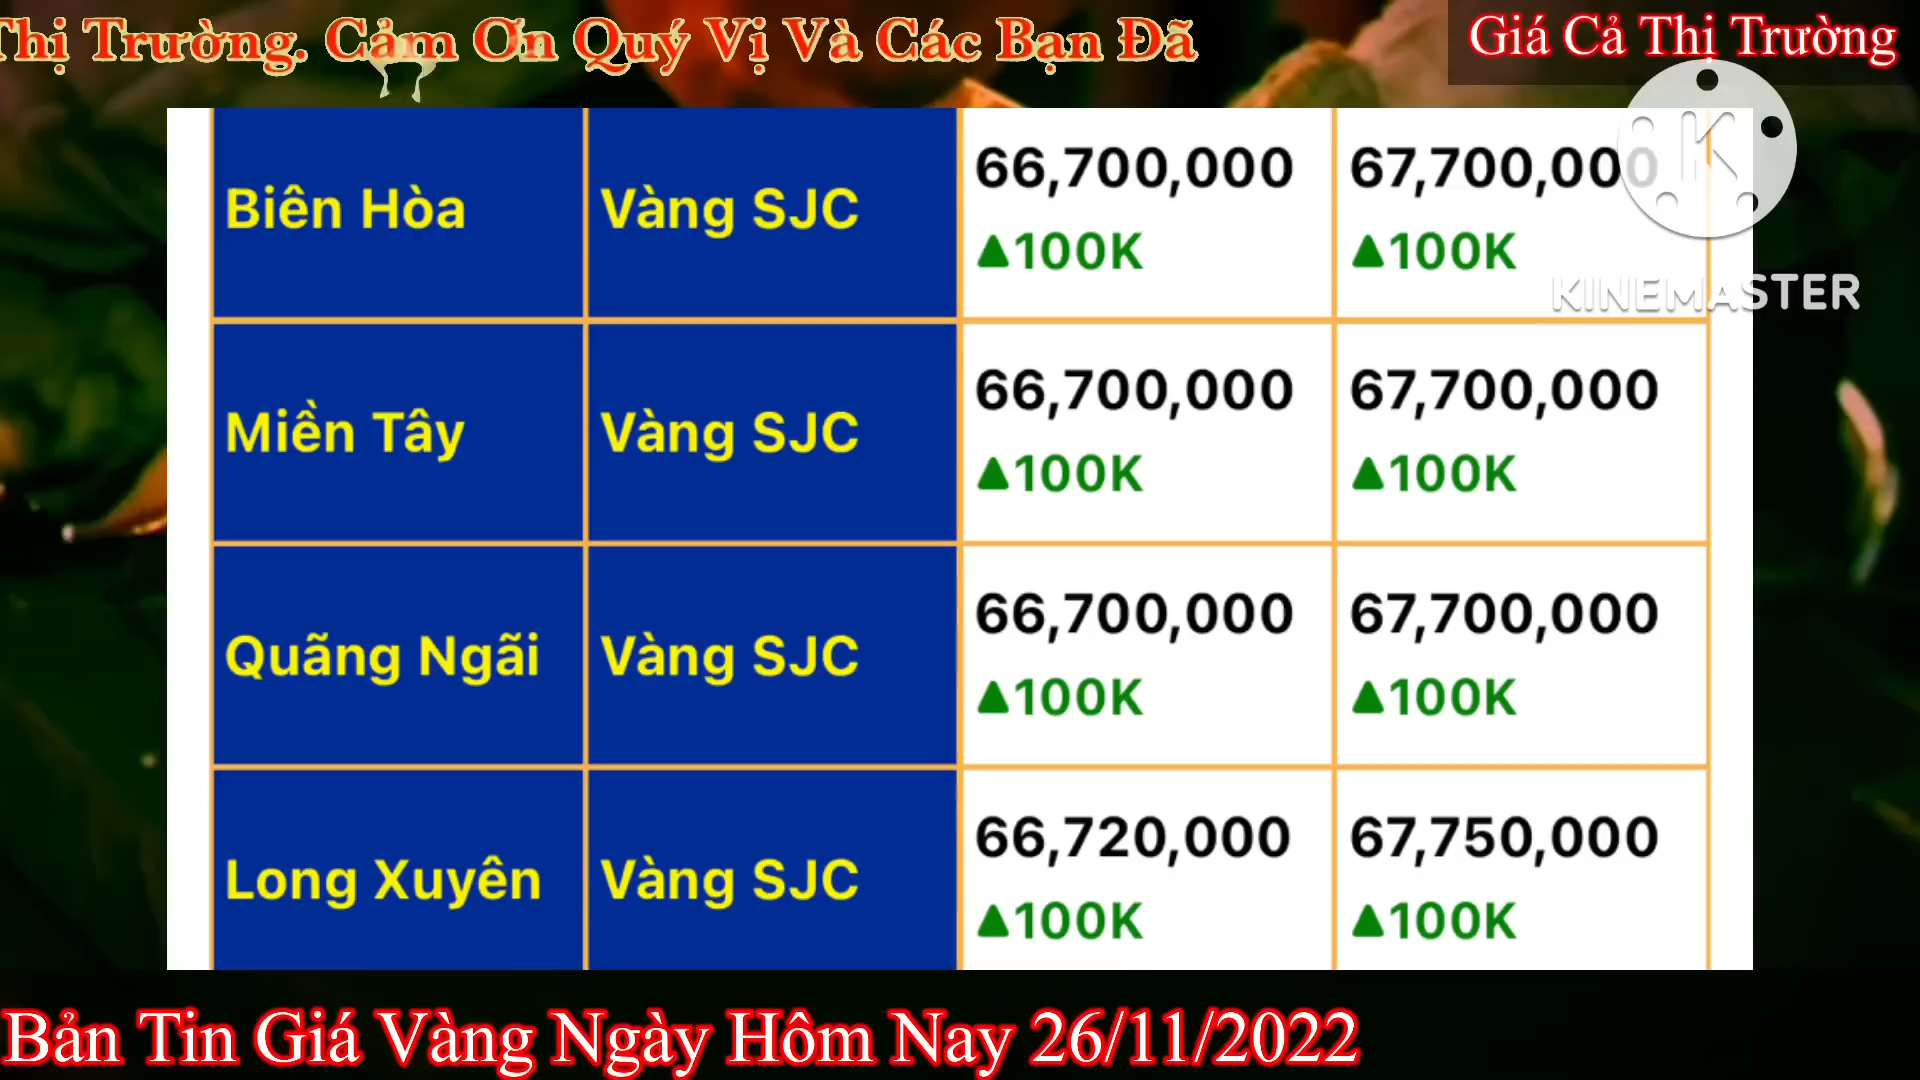 Thị Trường. Cảm Ơn Quý Vị Và Các Bạn Đã
Giá Cả Thị Trường
Biên Hòa Vàng SJC 66,700,000 67,700,000
▲100K ▲100K
KINEMASTER
Miền Tây Vàng SJC 66,700,000 67,700,000
▲100K ▲100K
Quãng Ngãi Vàng SJC 66,700,000 67,700,000
▲100K ▲100K
Long Xuyên Vàng SJC 66,720,000 67,750,000
▲100K ▲100K
Bản Tin Giá Vàng Ngày Hôm Nay 26/11/2022